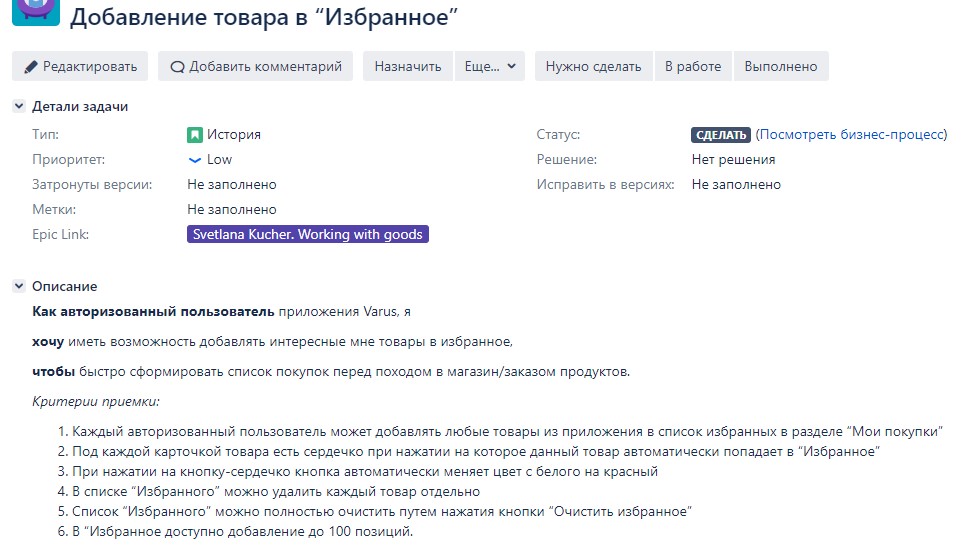 Добавление товара в “Избранное”
Редактировать Добавить комментарий Назначить Еще... Нужно сделать В работе Выполнено
Детали задачи
Тип: История Статус: СДЕЛАТЬ (Посмотреть бизнес-процесс)
Приоритет: Low Решение: Нет решения
Затронуты версии: Не заполнено Исправить в версиях: Не заполнено
Метки: Не заполнено
Epic Link: Svetlana Kucher. Working with goods
Описание
Как авторизованный пользователь приложения Varus, я
хочу иметь возможность добавлять интересные мне товары в избранное,
чтобы быстро сформировать список покупок перед походом в магазин/заказом продуктов.
Критерии приемки:
1. Каждый авторизованный пользователь может добавлять любые товары из приложения в список избранных в разделе “Мои покупки”
2. Под каждой карточкой товара есть сердечко при нажатии на которое данный товар автоматически попадает в “Избранное”
3. При нажатии на кнопку-сердечко кнопка автоматически меняет цвет с белого на красный
4. В списке “Избранного” можно удалить каждый товар отдельно
5. Список “Избранного” можно полностью очистить путем нажатия кнопки “Очистить избранное”
6. В “Избранное доступно добавление до 100 позиций.